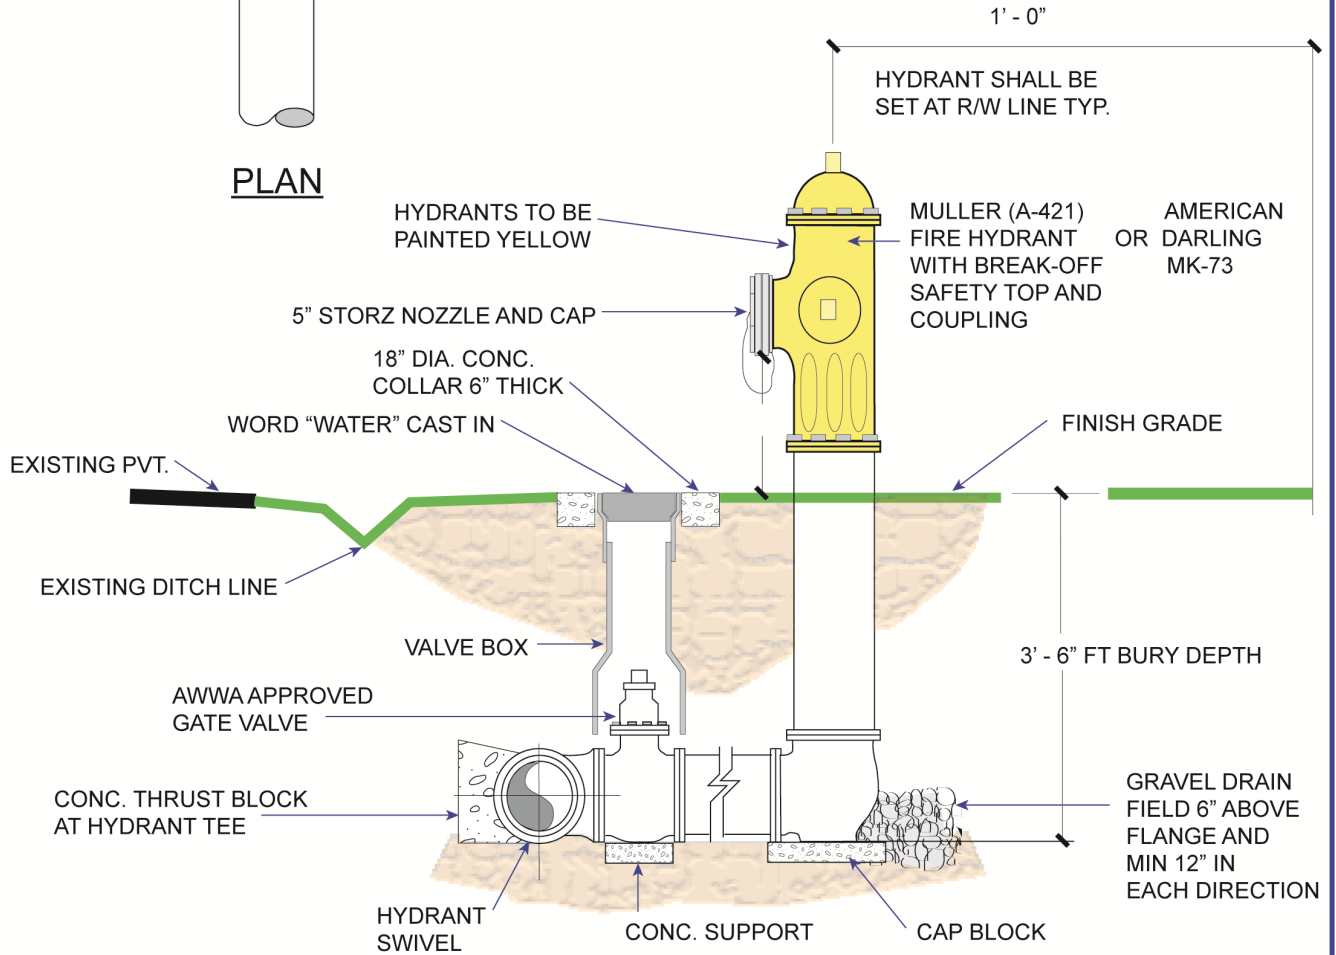 1' - 0”
HYDRANT SHALL BE
SET AT R/W LINE TYP.
PLAN
HYDRANTS TO BE
PAINTED YELLOW
MULLER (A-421)
FIRE HYDRANT
WITH BREAK-OFF
SAFETY TOP AND
COUPLING
OR
AMERICAN
DARLING
MK-73
5” STORZ NOZZLE AND CAP
18” DIA. CONC.
COLLAR 6” THICK
WORD “WATER” CAST IN
FINISH GRADE
EXISTING PVT.
EXISTING DITCH LINE
VALVE BOX
3' - 6” FT BURY DEPTH
AWWA APPROVED
GATE VALVE
CONC. THRUST BLOCK
AT HYDRANT TEE
GRAVEL DRAIN
FIELD 6” ABOVE
FLANGE AND
MIN 12” IN
EACH DIRECTION
HYDRANT
SWIVEL
CONC. SUPPORT
CAP BLOCK